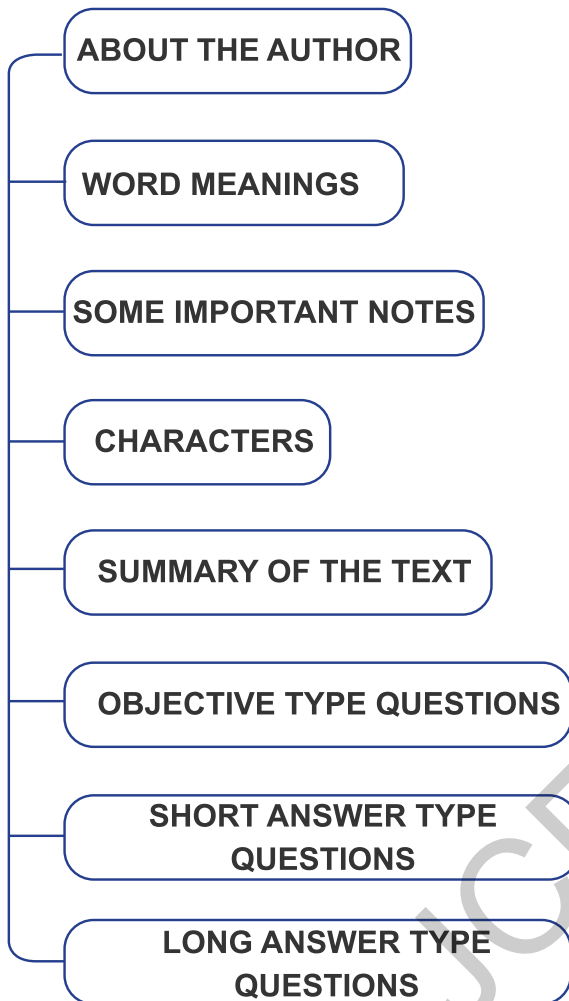 ABOUT THE AUTHOR
WORD MEANINGS
SOME IMPORTANT NOTES
CHARACTERS
SUMMARY OF THE TEXT
OBJECTIVE TYPE QUESTIONS
SHORT ANSWER TYPE
QUESTIONS
LONG ANSWER TYPE
QUESTIONS